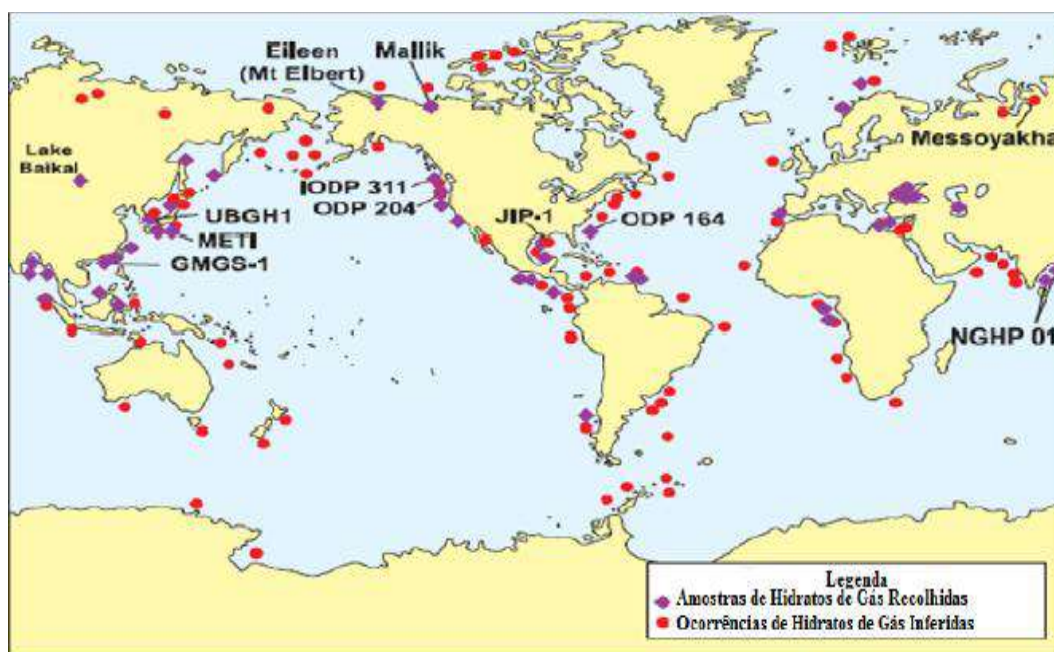 Eileen
(Mt Elbert)
Mallik
Messoyakha
Lake
Baikal
IODP 311
ODP 204
JIP-1
ODP 164
UBGH1
METI
GMGS-1
NGHP 01
Legenda
Amostras de Hidratos de Gás Recolhidas
Ocorrências de Hidratos de Gás Inferidas